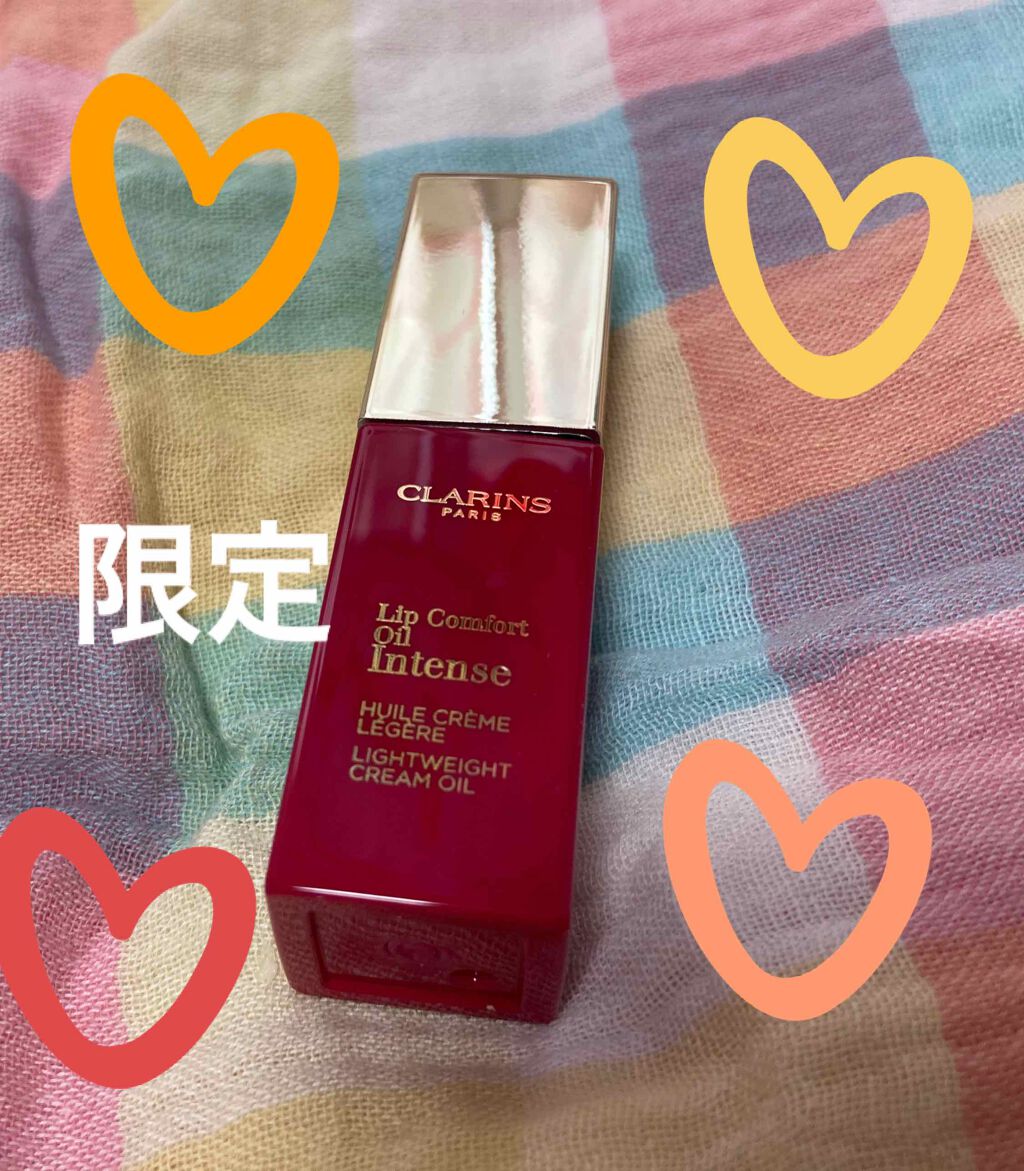 CLARINS
PARIS
限定
Lip Comfort
Oil
Intense
HUILE CRÈME
LÉGÈRE
LIGHTWEIGHT
CREAM OIL